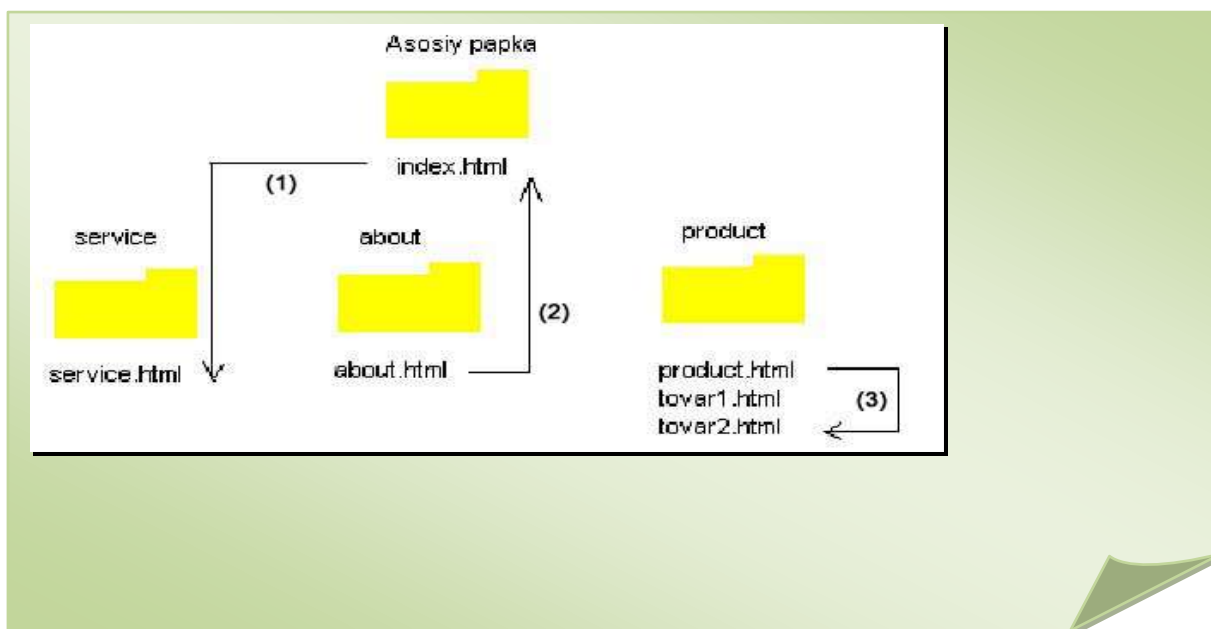 Asosiy papka
index.html
(1)
service
about
product
(2)
service.html
about.html
product.html
tovar1.html
(3)
tovar2.html